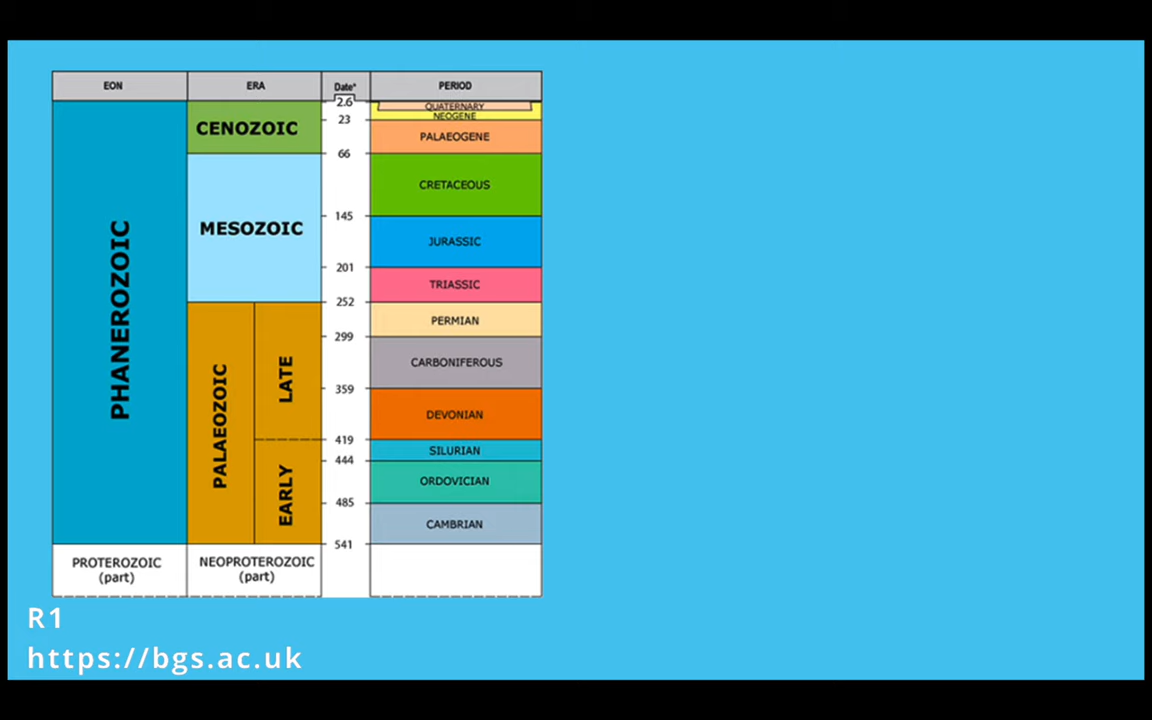 EON ERA Date* PERIOD
PHANEROZOIC
CENOZOIC
MESOZOIC
PALAEOZOIC
LATE
EARLY
2.6
23
66
145
201
252
299
359
419
444
485
541
QUATERNARY
NEOGENE
PALAEOGENE
CRETACEOUS
JURASSIC
TRIASSIC
PERMIAN
CARBONIFEROUS
DEVONIAN
SILURIAN
ORDOVICIAN
CAMBRIAN
PROTEROZOIC
(part)
NEOPROTEROZOIC
(part)
R1
https://bgs.ac.uk